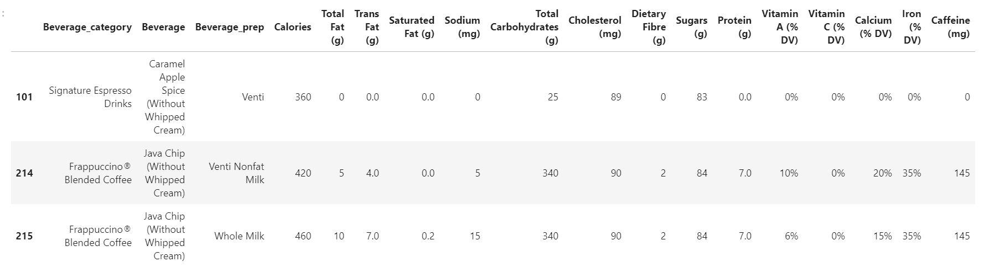 :
Beverage_category Beverage Beverage_prep Calories Total Fat (g) Trans Fat (g) Saturated Fat (g) Sodium (mg) Total Carbohydrates (g) Cholesterol (mg) Dietary Fibre (g) Sugars (g) Protein (g) Vitamin A (% DV) Vitamin C (% DV) Calcium (% DV) Iron (% DV) Caffeine (mg)
101 Signature Espresso Drinks Caramel Apple Spice (Without Whipped Cream) Venti 360 0 0.0 0.0 0 25 89 0 83 0.0 0% 0% 0% 0% 0
214 Frappuccino® Blended Coffee Java Chip (Without Whipped Cream) Venti Nonfat Milk 420 5 4.0 0.0 5 340 90 2 84 7.0 10% 0% 20% 35% 145
215 Frappuccino® Blended Coffee Java Chip (Without Whipped Cream) Whole Milk 460 10 7.0 0.2 15 340 90 2 84 7.0 6% 0% 15% 35% 145